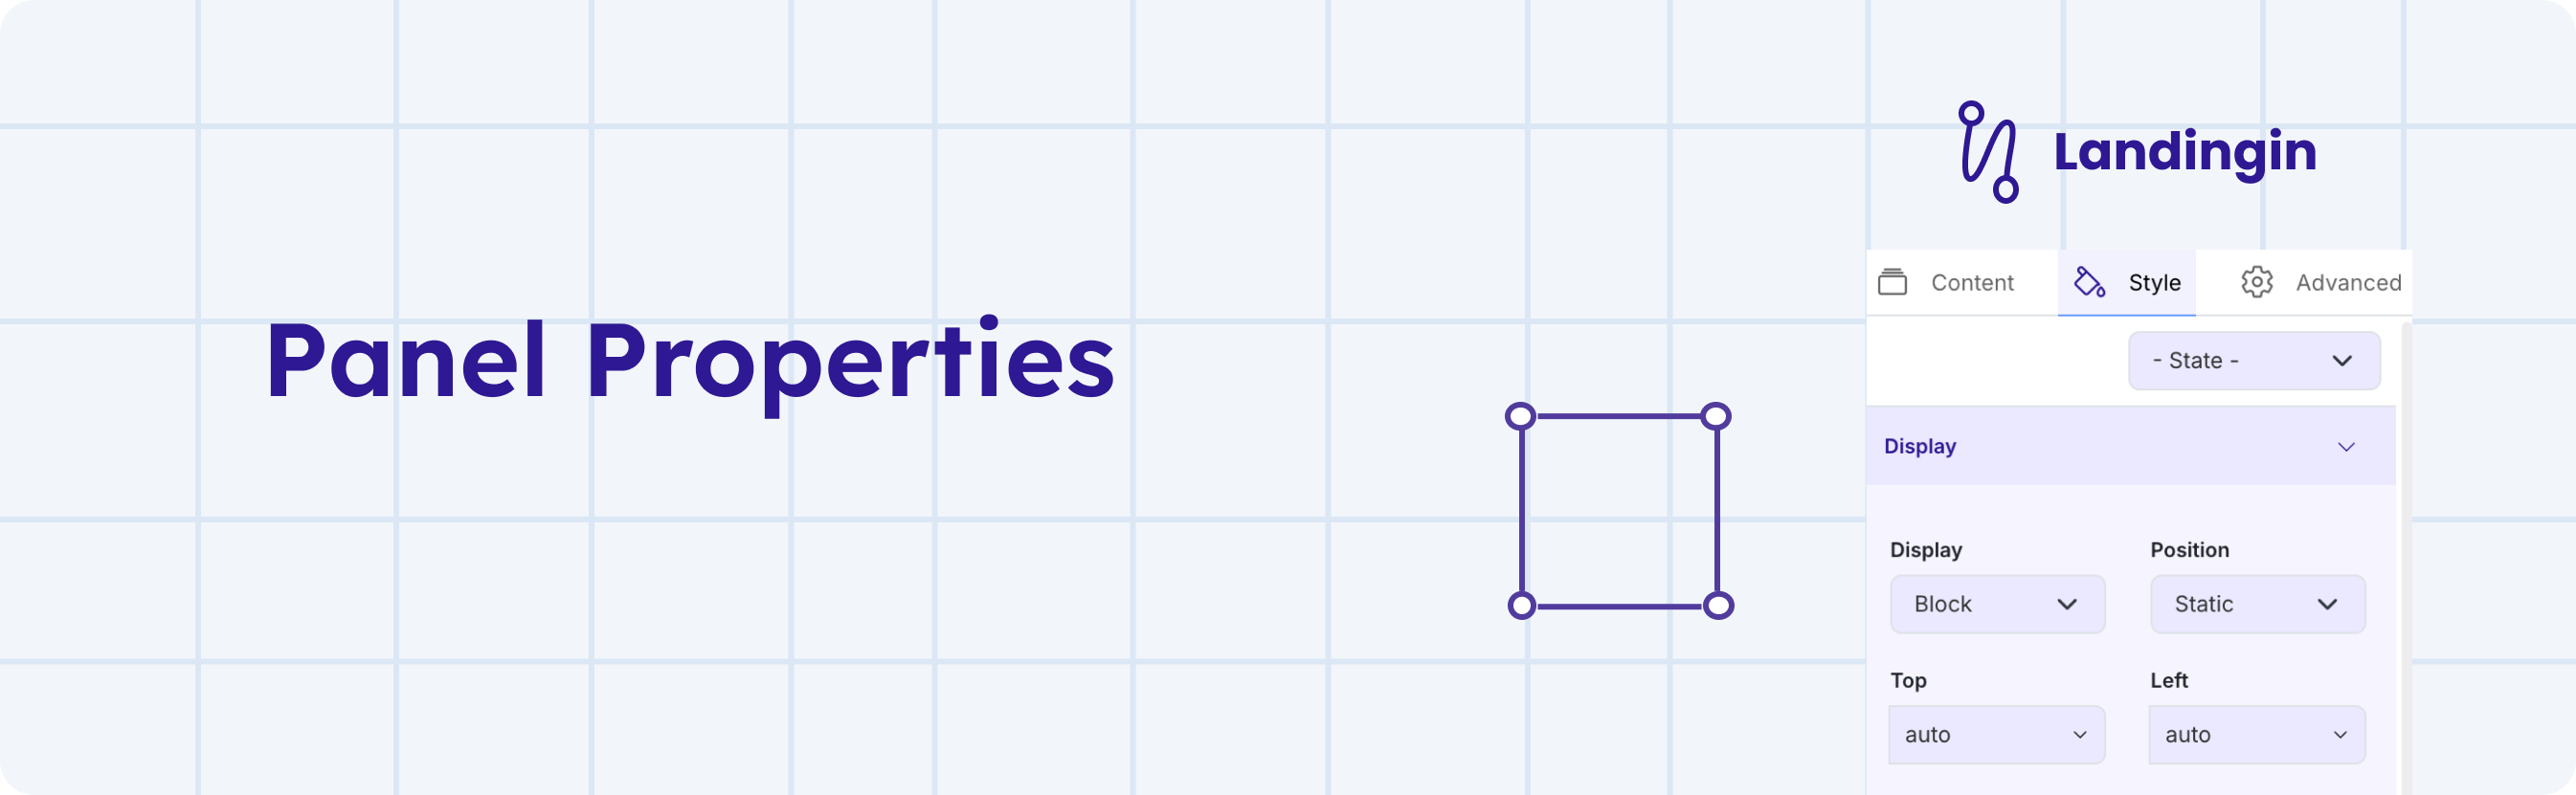 Panel Properties
Landingin
Content Style Advanced
- State -
Display
Display Position
Block Static
Top Left
auto auto